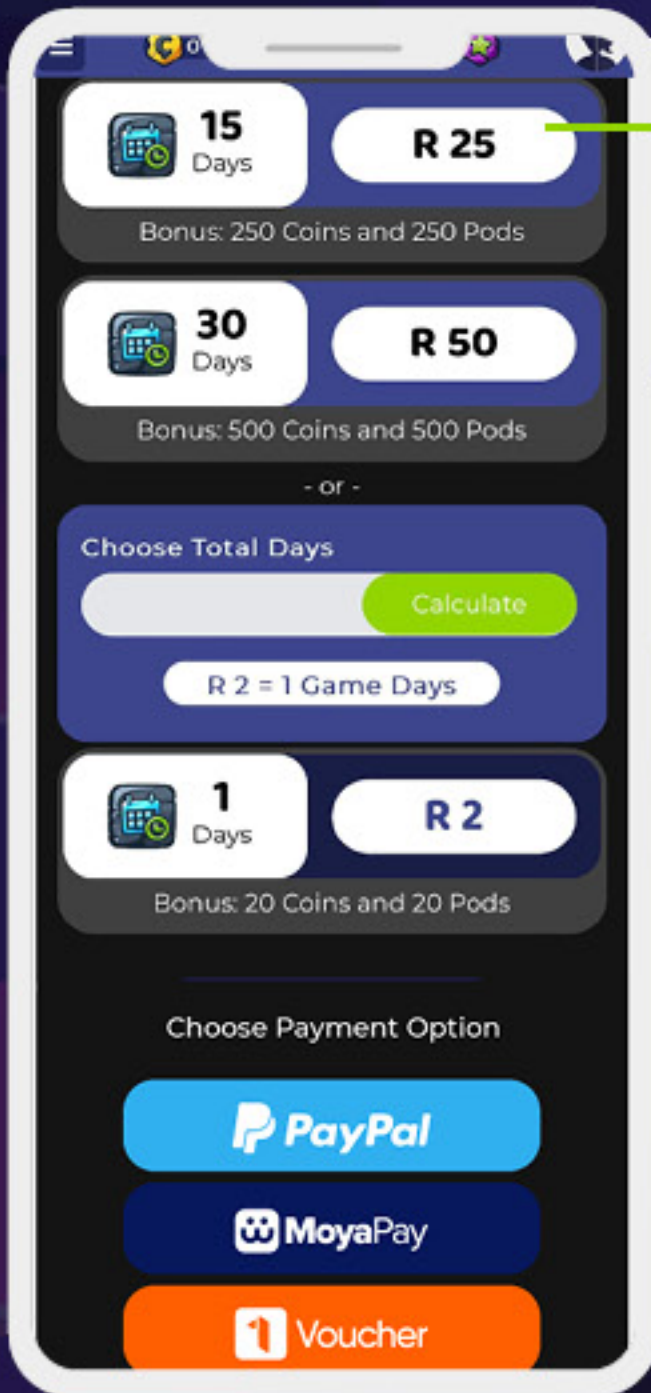 15
Days
R 25
Bonus: 250 Coins and 250 Pods
30
Days
R 50
Bonus: 500 Coins and 500 Pods
- or -
Choose Total Days
Calculate
R 2 = 1 Game Days
1
Days
R 2
Bonus: 20 Coins and 20 Pods
Choose Payment Option
PayPal
MoyaPay
1 Voucher